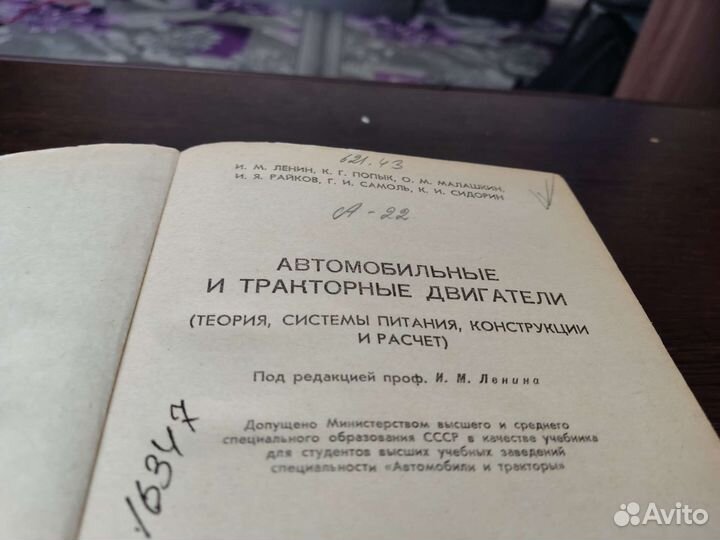 621.43
И. М. ЛЕНИН, К. Г. ПОПЫК, О. М. МАЛАШКИН,
И. Я. РАЙКОВ, Г. И. САМОЛЬ, К. И. СИДОРИН
А-22
АВТОМОБИЛЬНЫЕ
И ТРАКТОРНЫЕ ДВИГАТЕЛИ
(ТЕОРИЯ, СИСТЕМЫ ПИТАНИЯ, КОНСТРУКЦИИ
И РАСЧЕТ)
Под редакцией проф. И. М. Ленина
Допущено Министерством высшего и среднего
специального образования СССР в качестве учебника
для студентов высших учебных заведений
специальности «Автомобили и тракторы»
16347
Avito